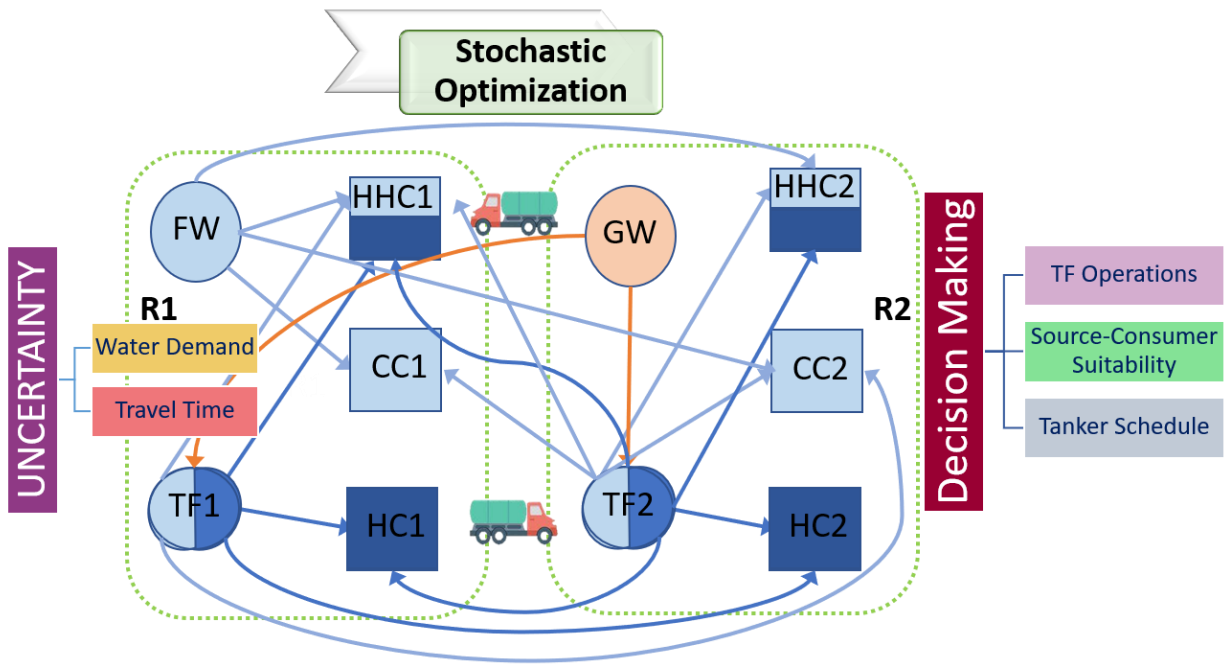 Stochastic
Optimization
HHC1
HHC2
FW
GW
R1
R2
UNCERTAINTY
Water Demand
Travel Time
CC1
CC2
Decision Making
TF Operations
Source-Consumer
Suitability
Tanker Schedule
TF1
HC1
TF2
HC2